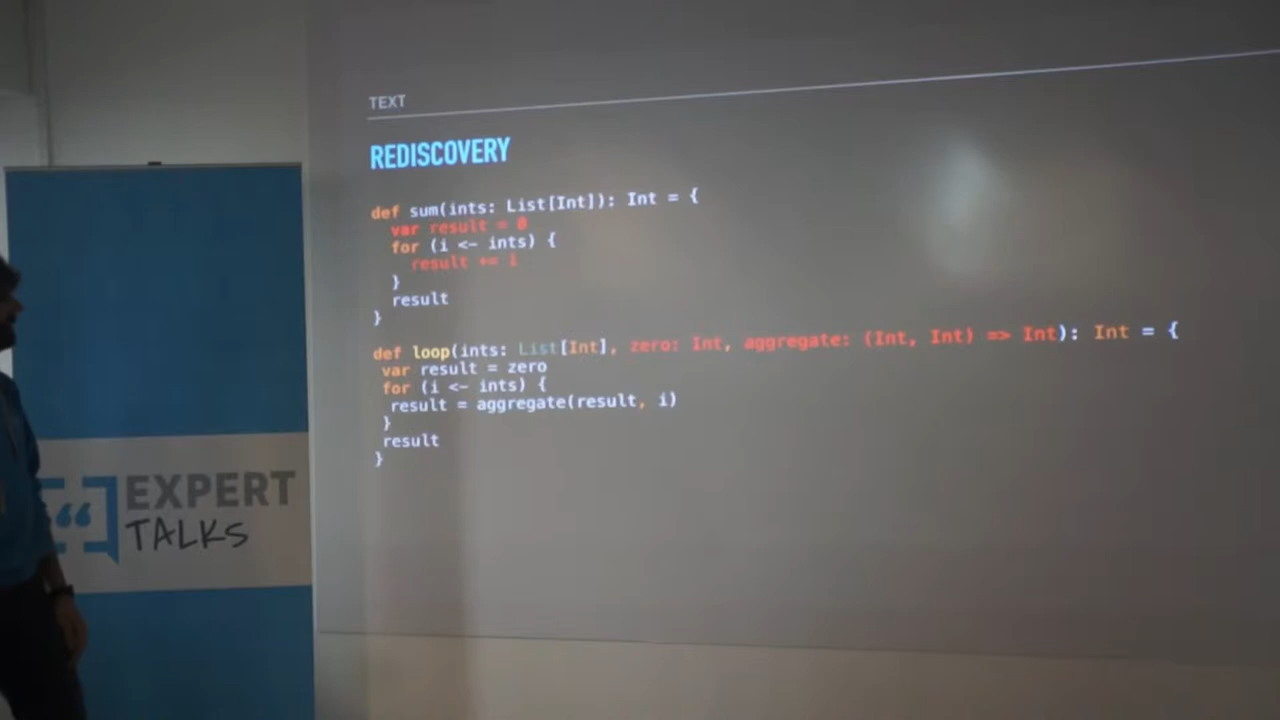 TEXT
REDISCOVERY
def sum(ints: List[Int]): Int = {
  var result = 0
  for (i <- ints) {
    result += i
  }
  result
}
def loop(ints: List[Int], zero: Int, aggregate: (Int, Int) => Int): Int = {
 var result = zero
 for (i <- ints) {
  result = aggregate(result, i)
 }
 result
}
EXPERT
TALKS